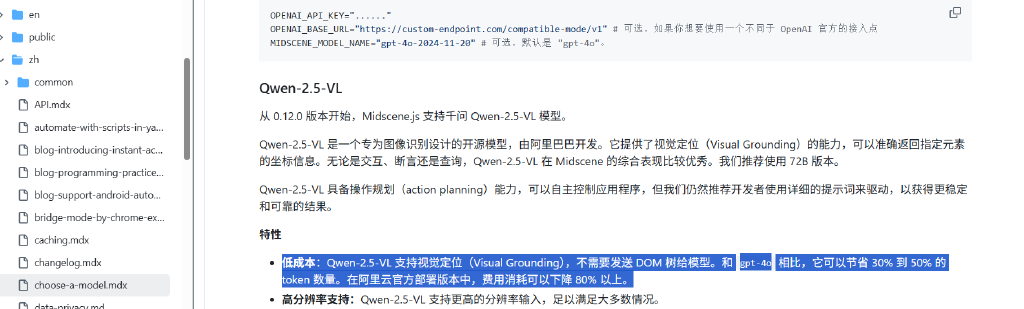 en
public
zh
common
API.mdx
automate-with-scripts-in-ya...
blog-introducing-instant-ac...
blog-programming-practice...
blog-support-android-auto...
bridge-mode-by-chrome-ex...
caching.mdx
changelog.mdx
choose-a-model.mdx
data-privacy.md
OPENAI_API_KEY="......"
OPENAI_BASE_URL="https://custom-endpoint.com/compatible-mode/v1" # 可选，如果你想要使用一个不同于 OpenAI 官方的接入点
MIDSCENE_MODEL_NAME="gpt-4o-2024-11-20" # 可选，默认是 "gpt-4o"。
Qwen-2.5-VL
从 0.12.0 版本开始，Midscene.js 支持千问 Qwen-2.5-VL 模型。
Qwen-2.5-VL 是一个专为图像识别设计的开源模型，由阿里巴巴开发。它提供了视觉定位（Visual Grounding）的能力，可以准确返回指定元素
的坐标信息。无论是交互、断言还是查询，Qwen-2.5-VL 在 Midscene 的综合表现比较优秀。我们推荐使用 72B 版本。
Qwen-2.5-VL 具备操作规划（action planning）能力，可以自主控制应用程序，但我们仍然推荐开发者使用详细的提示词来驱动，以获得更稳定
和可靠的结果。
特性
• 低成本：Qwen-2.5-VL 支持视觉定位（Visual Grounding），不需要发送 DOM 树给模型。和 gpt-4o 相比，它可以节省 30% 到 50% 的
token 数量。在阿里云官方部署版本中，费用消耗可以下降 80% 以上。
• 高分辨率支持：Qwen-2.5-VL 支持更高的分辨率输入，足以满足大多数情况。